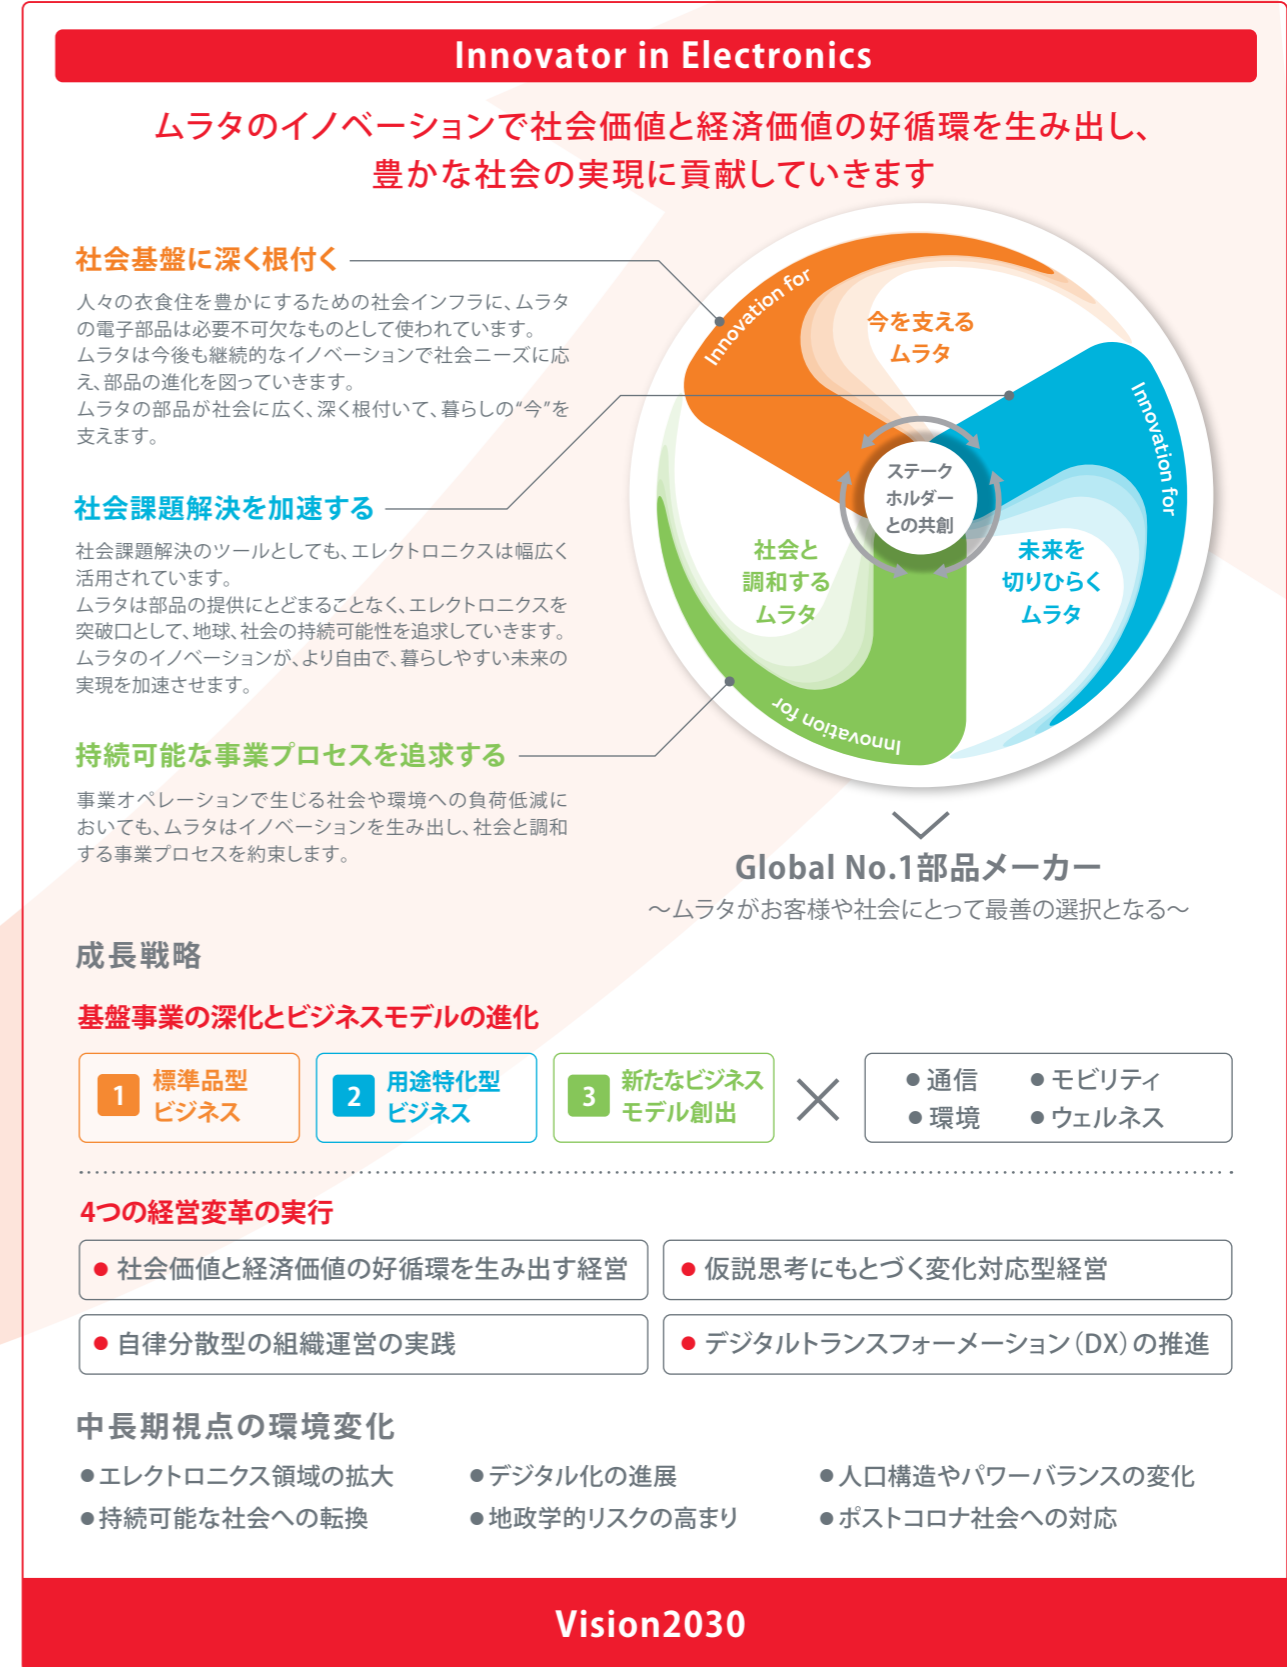 Innovator in Electronics
ムラタのイノベーションで社会価値と経済価値の好循環を生み出し、
豊かな社会の実現に貢献していきます
社会基盤に深く根付く
人々の衣食住を豊かにするための社会インフラに、ムラタ
の電子部品は必要不可欠なものとして使われています。
ムラタは今後も継続的なイノベーションで社会ニーズに応
え、部品の進化を図っていきます。
ムラタの部品が社会に広く、深く根付いて、暮らしの“今”を
支えます。
社会課題解決を加速する
社会課題解決のツールとしても、エレクトロニクスは幅広く
活用されています。
ムラタは部品の提供にとどまることなく、エレクトロニクスを
突破口として、地球、社会の持続可能性を追求していきます。
ムラタのイノベーションが、より自由で、暮らしやすい未来の
実現を加速させます。
持続可能な事業プロセスを追求する
事業オペレーションで生じる社会や環境への負荷低減に
おいても、ムラタはイノベーションを生み出し、社会と調和
する事業プロセスを約束します。
Innovation for
今を支える
ムラタ
Innovation for
未来を
切りひらく
ムラタ
Innovation for
社会と
調和する
ムラタ
ステーク
ホルダー
との共創
Global No.1部品メーカー
～ムラタがお客様や社会にとって最善の選択となる～
成長戦略
基盤事業の深化とビジネスモデルの進化
1 標準品型
ビジネス
2 用途特化型
ビジネス
3 新たなビジネス
モデル創出
●通信 ●モビリティ
●環境 ●ウェルネス
4つの経営変革の実行
●社会価値と経済価値の好循環を生み出す経営
●仮説思考にもとづく変化対応型経営
●自律分散型の組織運営の実践
●デジタルトランスフォーメーション（DX）の推進
中長期視点の環境変化
●エレクトロニクス領域の拡大 ●デジタル化の進展 ●人口構造やパワーバランスの変化
●持続可能な社会への転換 ●地政学的リスクの高まり ●ポストコロナ社会への対応
Vision2030